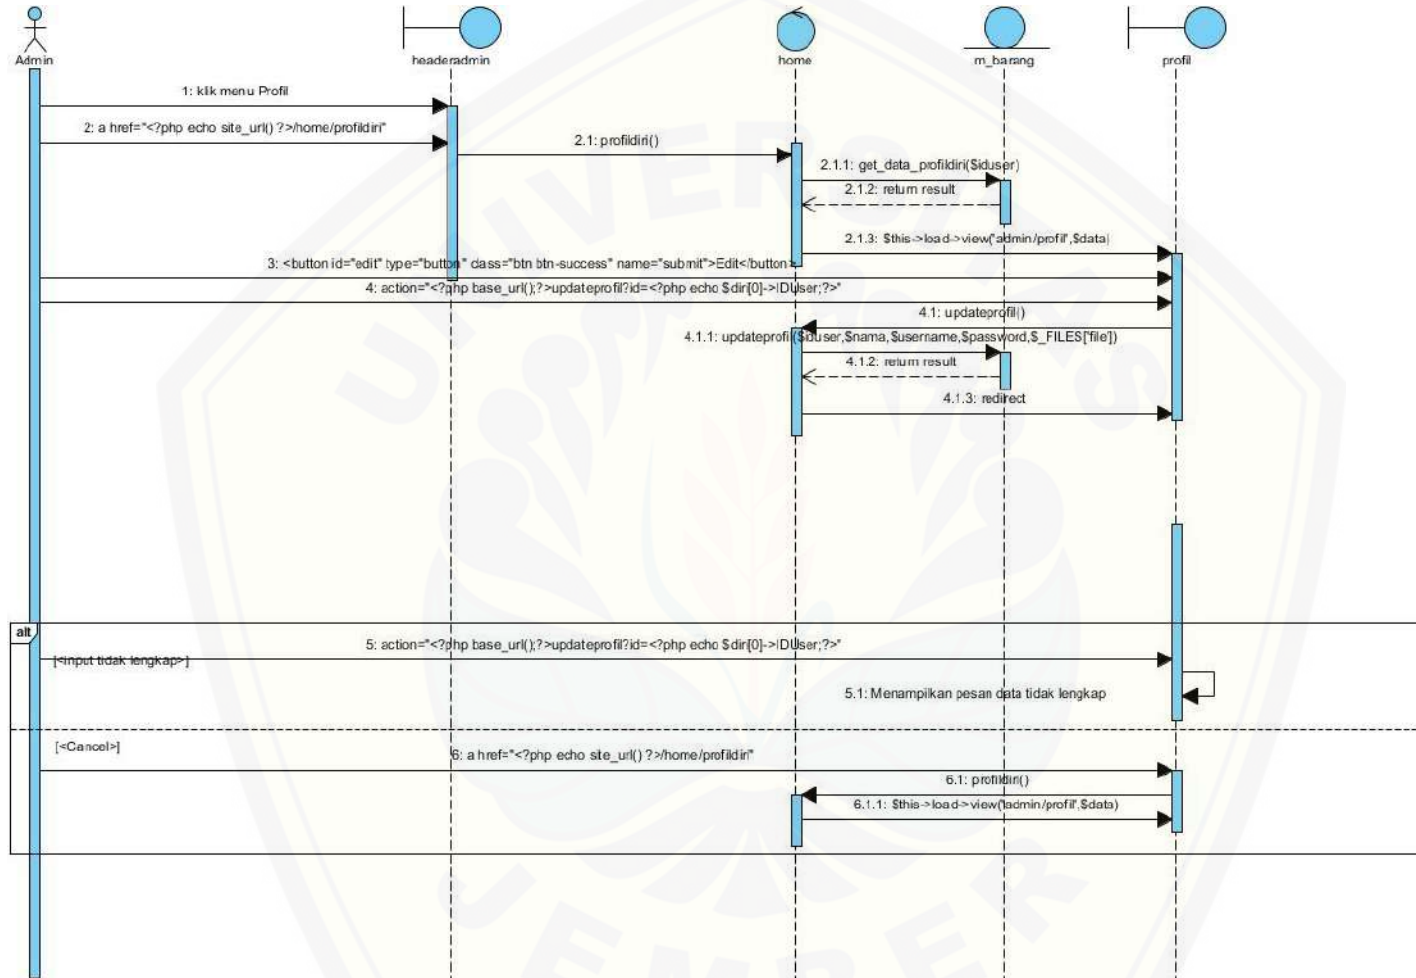 Admin
headeradmin
home
m_barang
profil
1: klik menu Profil
2: a href="<?php echo site_url() ?>/home/profildiri"
2.1: profildiri()
2.1.1: get_data_profildiri($iduser)
2.1.2: return result
2.1.3: $this->load->view('admin/profil',$data)
3: <button id="edit" type="button" class="btn btn-success" name="submit">Edit</button>
4: action="<?php base_url();?>updateprofil?id=<?php echo $diri[0]->IDUser;?>"
4.1: updateprofil()
4.1.1: updateprofil($iduser,$nama,$username,$password,$_FILES['file'])
4.1.2: return result
4.1.3: redirect
alt
5: action="<?php base_url();?>updateprofil?id=<?php echo $diri[0]->IDUser;?>"
[<input tidak lengkap>]
5.1: Menampilkan pesan data tidak lengkap
[<Cancel>]
6: a href="<?php echo site_url() ?>/home/profildiri"
6.1: profildiri()
6.1.1: $this->load->view('admin/profil',$data)
UNIVERSITAS
JEMBER